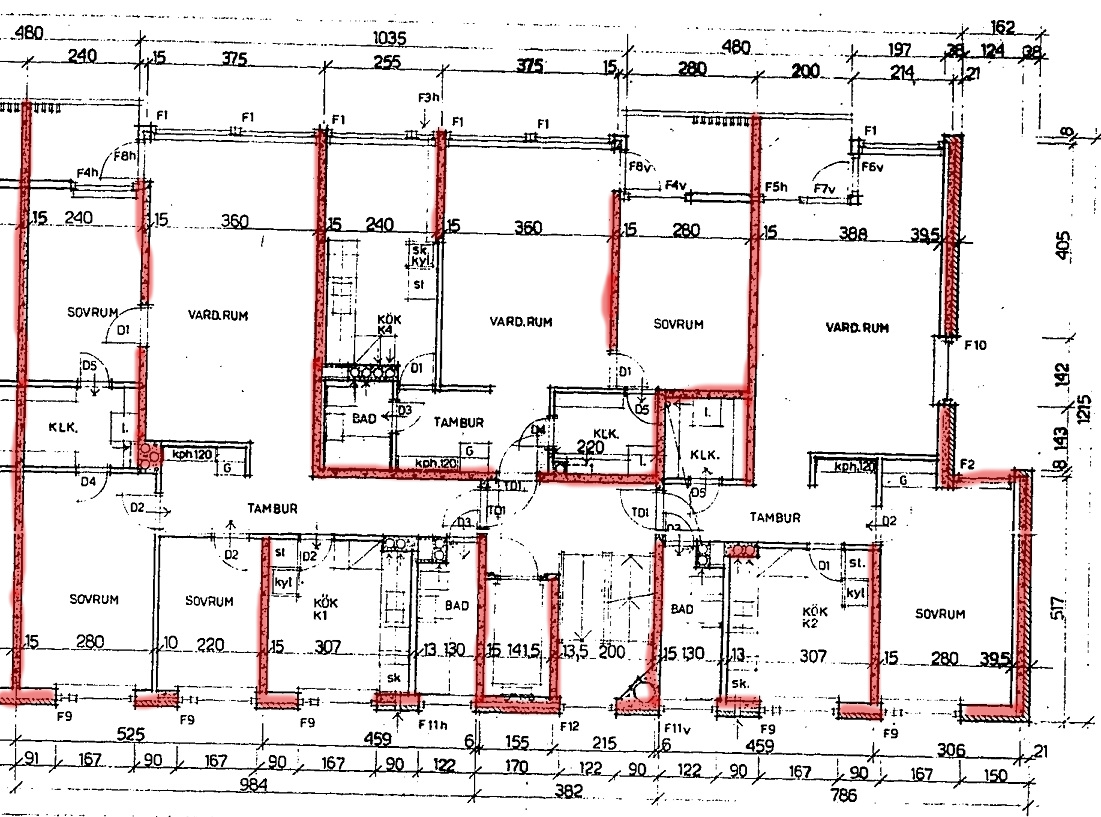 162
480 1035 480 197 38 124 38
240 15 375 255 375 15 280 200 214 21
F3h
F1 F1 F1 F1 F1 F1
8
F8h F8v F6v
F4h F4v F5h F7v
15 240 15 360 15 240 15 360 15 280 15 388 39,5
405
sk
kyl
st
SOVRUM VARD.RUM KÖK VARD.RUM SOVRUM VARD.RUM
K4
D1 F10
D1 D1 142
D5
1215
D5
BAD D3 TAMBUR l.
KLK. l. D4 KLK. 143
220 KLK.
kph.120 G kph.120 G l. kph.120 F2 8
D4 TD1 D5 G
D2 TAMBUR TD1 TD1 TAMBUR D2
D3 D3
D2 st D2 D1 st.
kyl kyl
SOVRUM SOVRUM KÖK BAD BAD KÖK SOVRUM
K1 K2
517
15 280 10 220 15 307 13 130 15 141,5 13,5 200 15 130 13 307 15 280 39,5
sk sk.
F9 F9 F9 F11h F12 F11v F9 F9
525 459 6 155 215 6 459 306 21
91 167 90 167 90 167 90 122 170 122 90 122 90 167 90 167 150
984 382 786